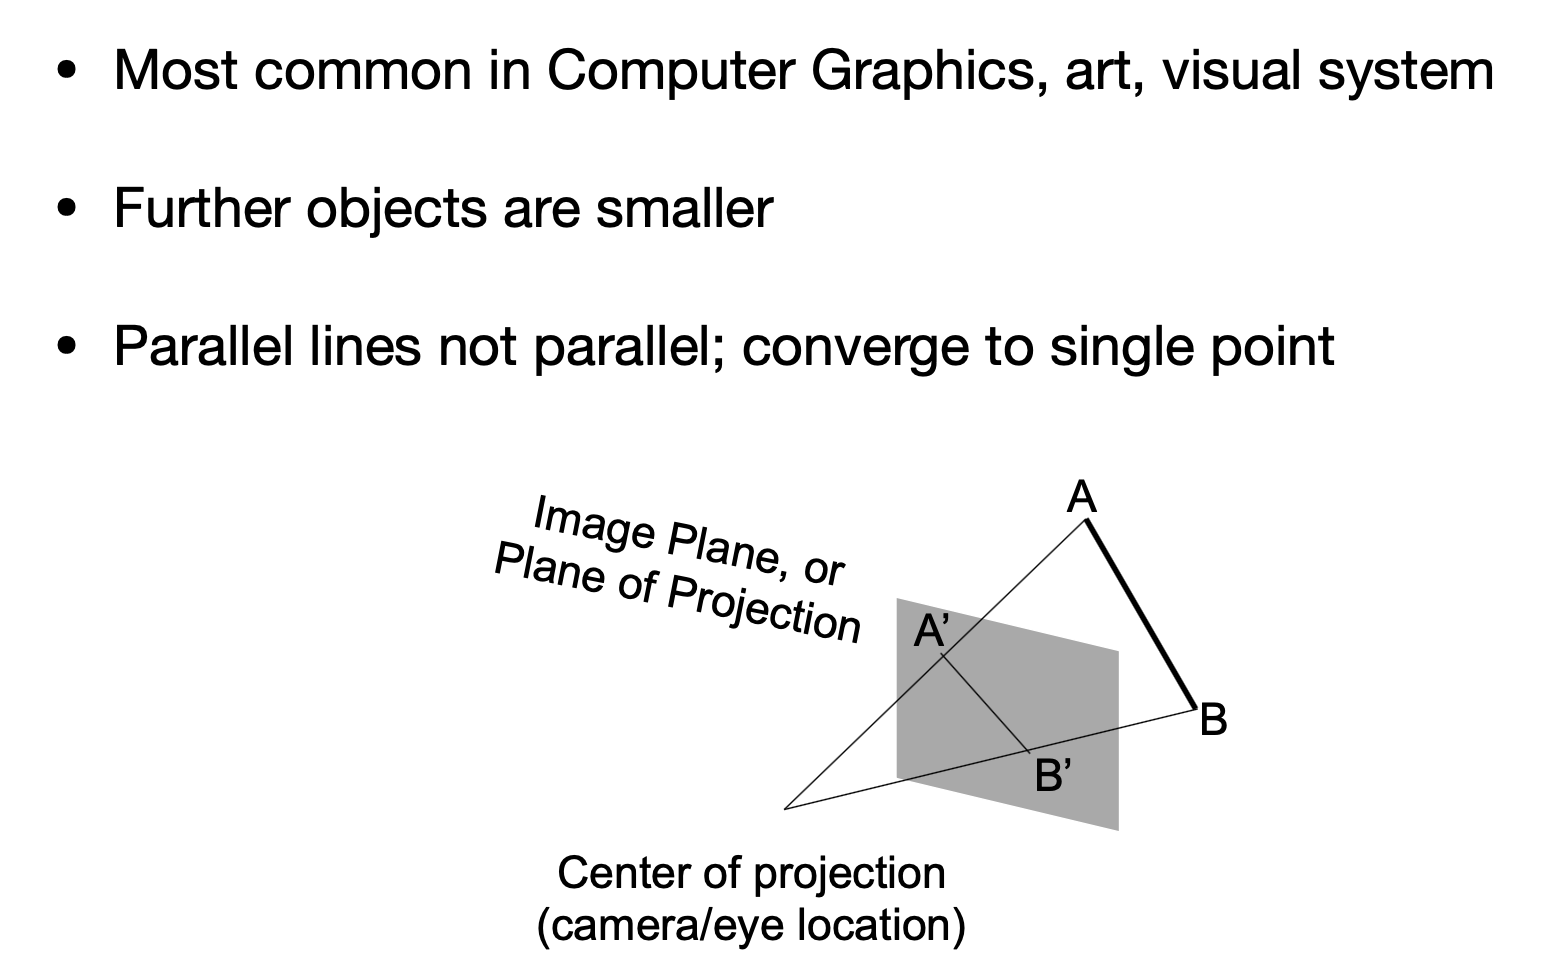 • Most common in Computer Graphics, art, visual system
• Further objects are smaller
• Parallel lines not parallel; converge to single point
A
Image Plane, or
Plane of Projection
A’
B
B’
Center of projection
(camera/eye location)